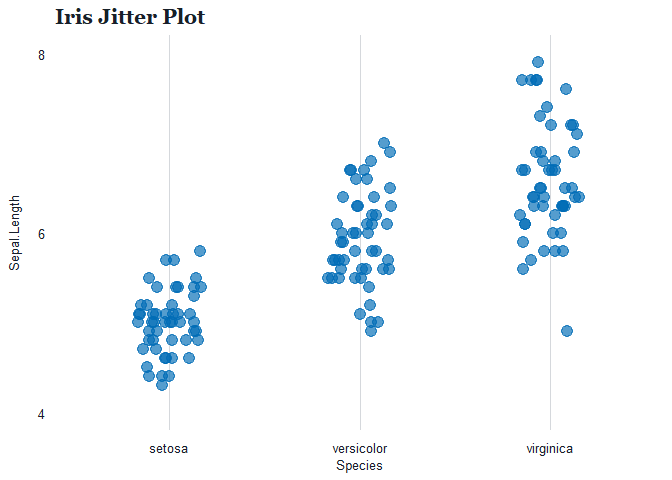 Iris Jitter Plot
8
6
4
Sepal.Length
setosa versicolor virginica
Species